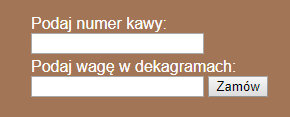 Podaj numer kawy:
Podaj wagę w dekagramach:
Zamów